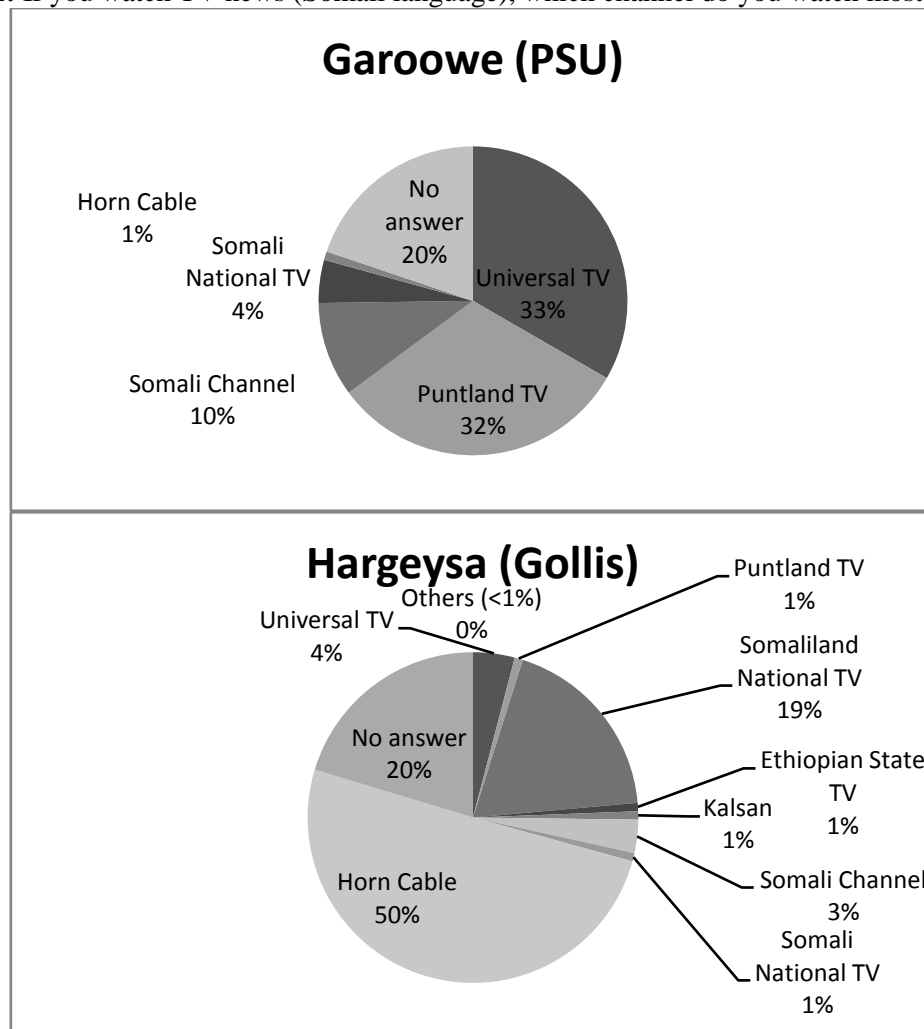 If you watch TV news (Somali language), which channel do you watch most
Garoowe (PSU)
No
answer
20%
Universal TV
33%
Puntland TV
32%
Somali Channel
10%
Somali
National TV
4%
Horn Cable
1%
Hargeysa (Gollis)
Others (<1%)
0%
Universal TV
4%
Puntland TV
1%
Somaliland
National TV
19%
Ethiopian State
TV
1%
Kalsan
1%
Somali Channel
3%
Somali
National TV
1%
Horn Cable
50%
No answer
20%